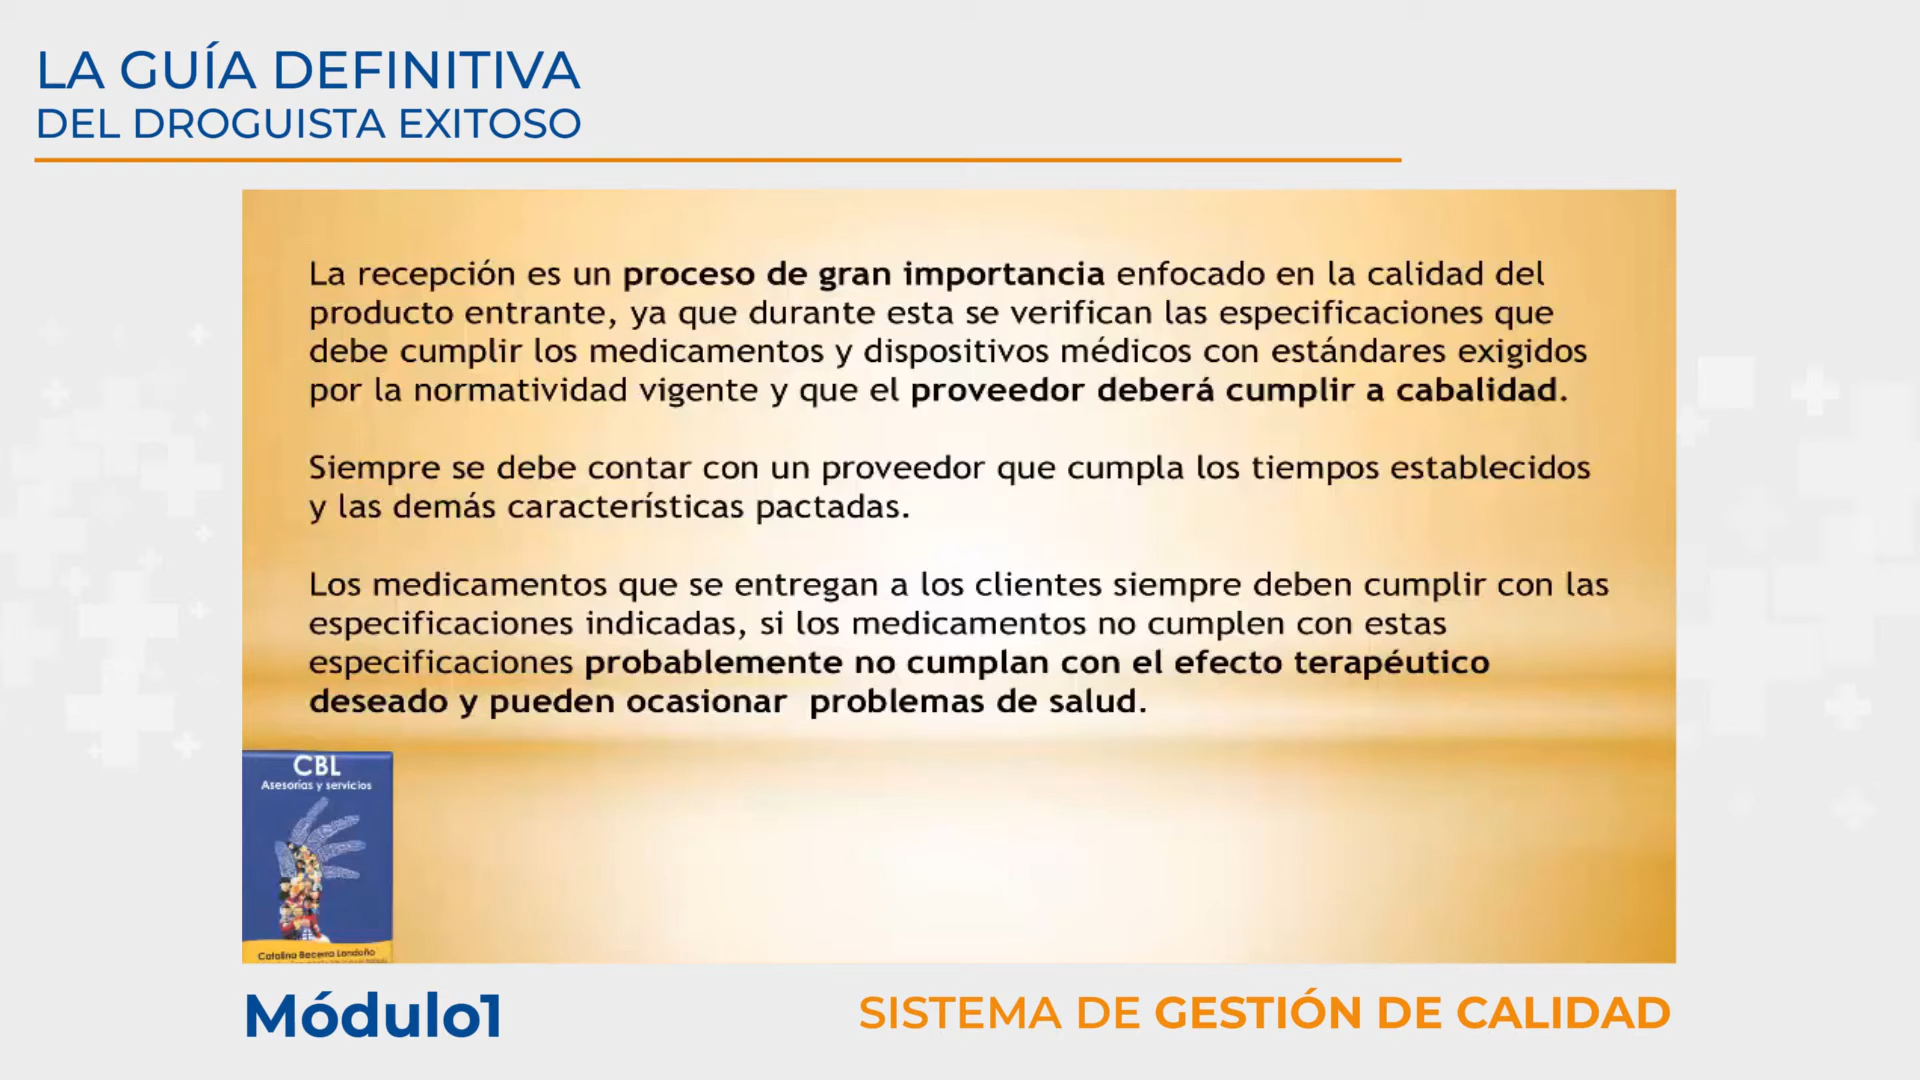 LA GUÍA DEFINITIVA
DEL DROGUISTA EXITOSO
La recepción es un proceso de gran importancia enfocado en la calidad del
producto entrante, ya que durante esta se verifican las especificaciones que
debe cumplir los medicamentos y dispositivos médicos con estándares exigidos
por la normatividad vigente y que el proveedor deberá cumplir a cabalidad.
Siempre se debe contar con un proveedor que cumpla los tiempos establecidos
y las demás características pactadas.
Los medicamentos que se entregan a los clientes siempre deben cumplir con las
especificaciones indicadas, si los medicamentos no cumplen con estas
especificaciones probablemente no cumplan con el efecto terapéutico
deseado y pueden ocasionar problemas de salud.
CBL
Asesorías y servicios
Catalina Becerra Londoño
Módulo1
SISTEMA DE GESTIÓN DE CALIDAD